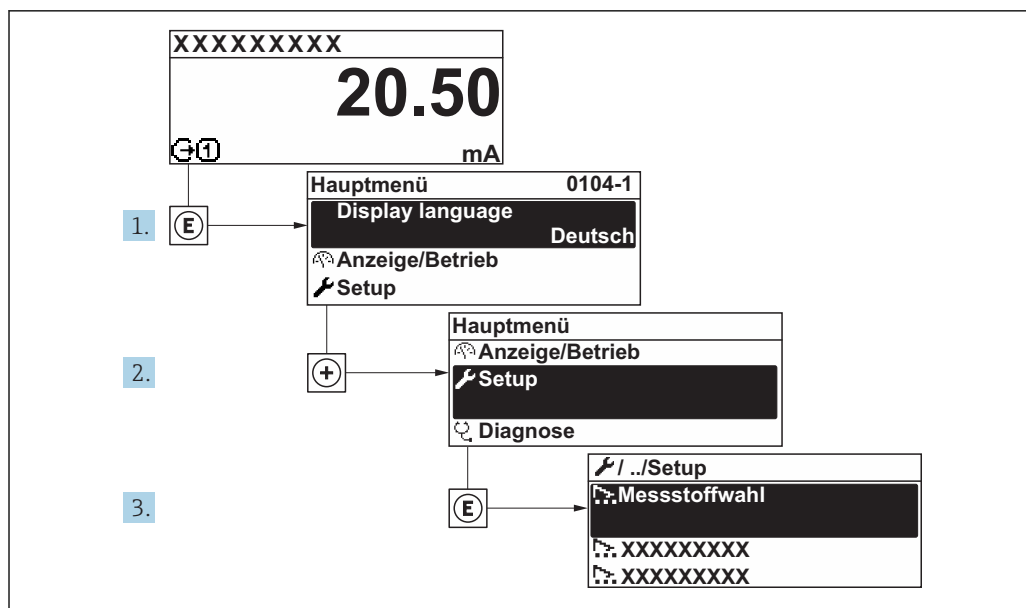 XXXXXXXXX
20.50
1
mA
Hauptmenü 0104-1
1. E
Display language
Deutsch
Anzeige/Betrieb
Setup
Hauptmenü
2. +
Anzeige/Betrieb
Setup
Diagnose
/ ../Setup
3. E
Messstoffwahl
XXXXXXXXX
XXXXXXXXX